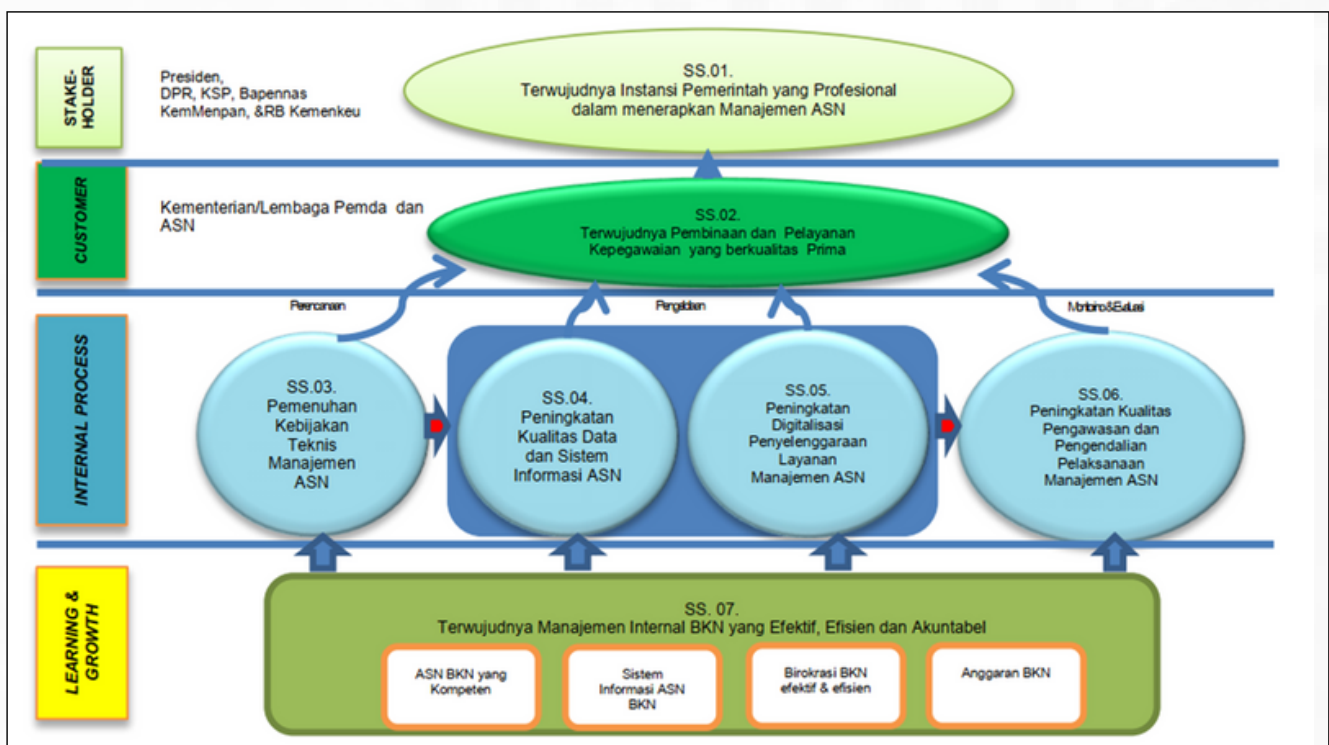 STAKE-
HOLDER
Presiden,
DPR, KSP, Bapennas
KemMenpan, &RB Kemenkeu
SS.01.
Terwujudnya Instansi Pemerintah yang Profesional
dalam menerapkan Manajemen ASN
CUSTOMER
Kementerian/Lembaga Pemda dan
ASN
SS.02.
Terwujudnya Pembinaan dan Pelayanan
Kepegawaian yang berkualitas Prima
Perencanaan
Monitoring&Evaluasi
INTERNAL PROCESS
SS.03.
Pemenuhan
Kebijakan
Teknis
Manajemen
ASN
SS.04.
Peningkatan
Kualitas Data
dan Sistem
Informasi ASN
SS.05.
Peningkatan
Digitalisasi
Penyelenggaraan
Layanan
Manajemen ASN
SS.06.
Peningkatan Kualitas
Pengawasan dan
Pengendalian
Pelaksanaan
Manajemen ASN
LEARNING &
GROWTH
SS. 07.
Terwujudnya Manajemen Internal BKN yang Efektif, Efisien dan Akuntabel
ASN BKN yang
Kompeten
Sistem
Informasi ASN
BKN
Birokrasi BKN
efektif & efisien
Anggaran BKN